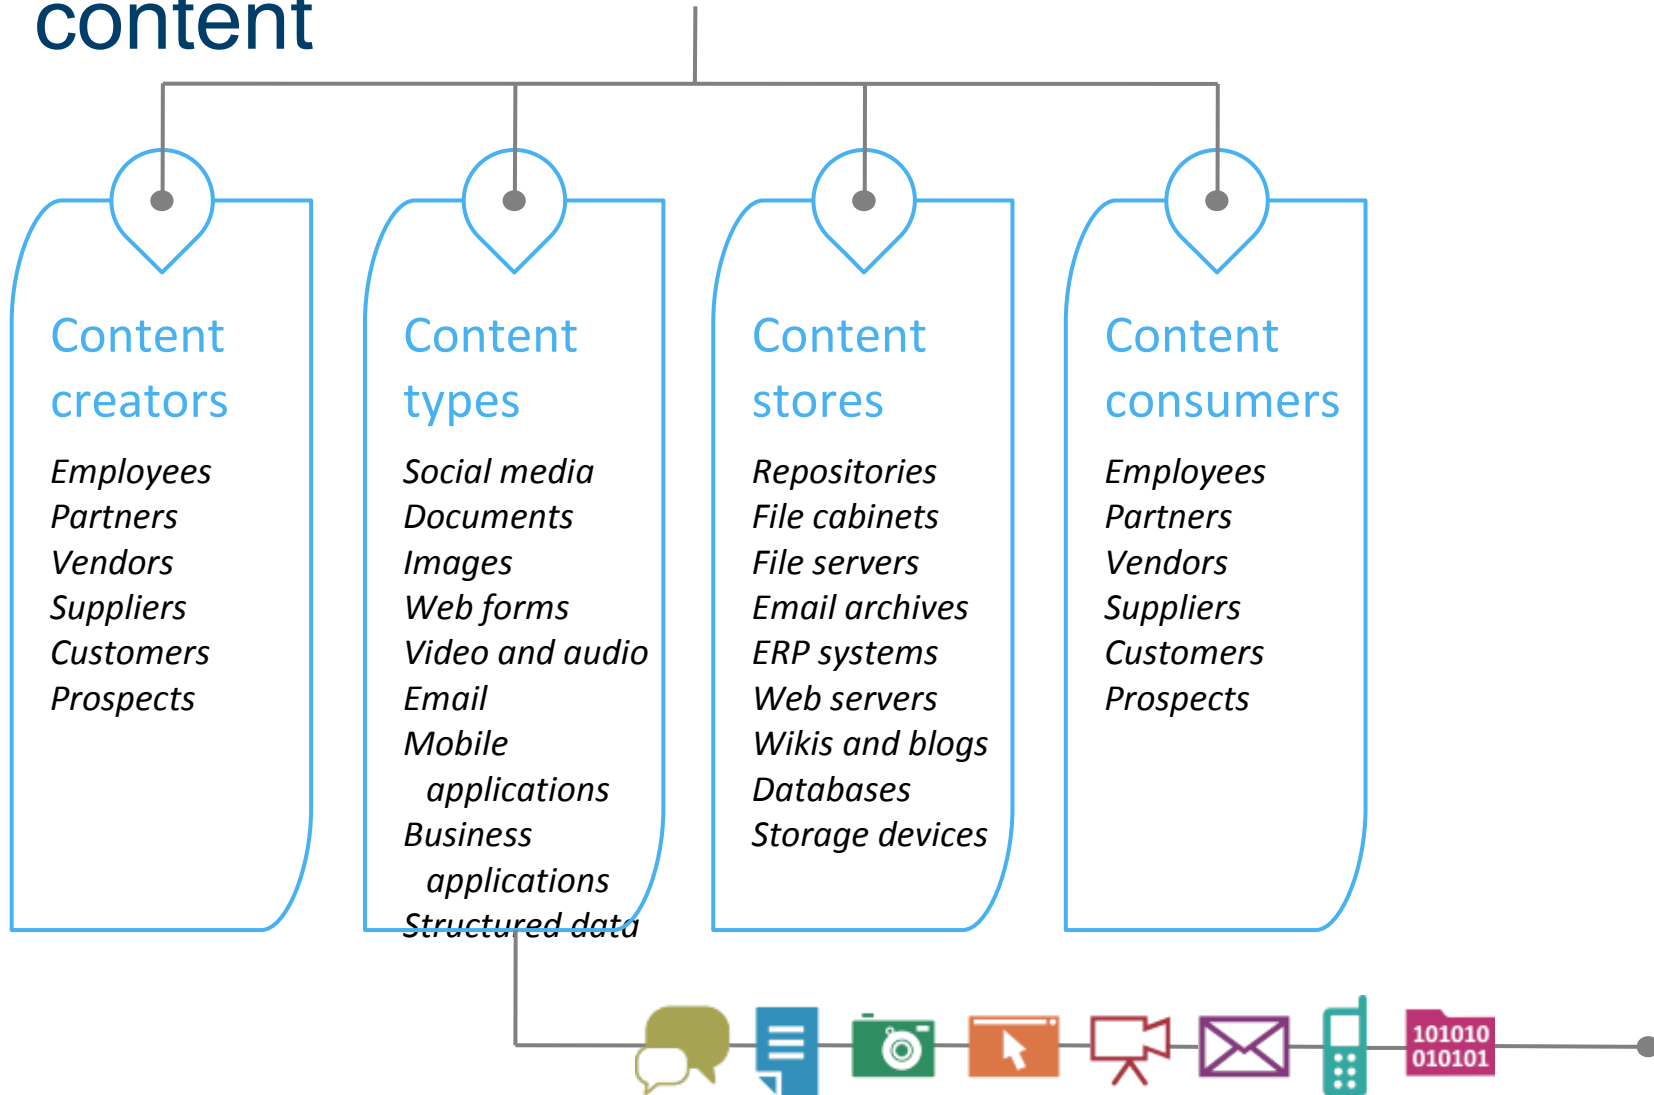 content
Content
creators
Employees
Partners
Vendors
Suppliers
Customers
Prospects
Content
types
Social media
Documents
Images
Web forms
Video and audio
Email
Mobile
applications
Business
applications
Structured data
Content
stores
Repositories
File cabinets
File servers
Email archives
ERP systems
Web servers
Wikis and blogs
Databases
Storage devices
Content
consumers
Employees
Partners
Vendors
Suppliers
Customers
Prospects
101010
010101